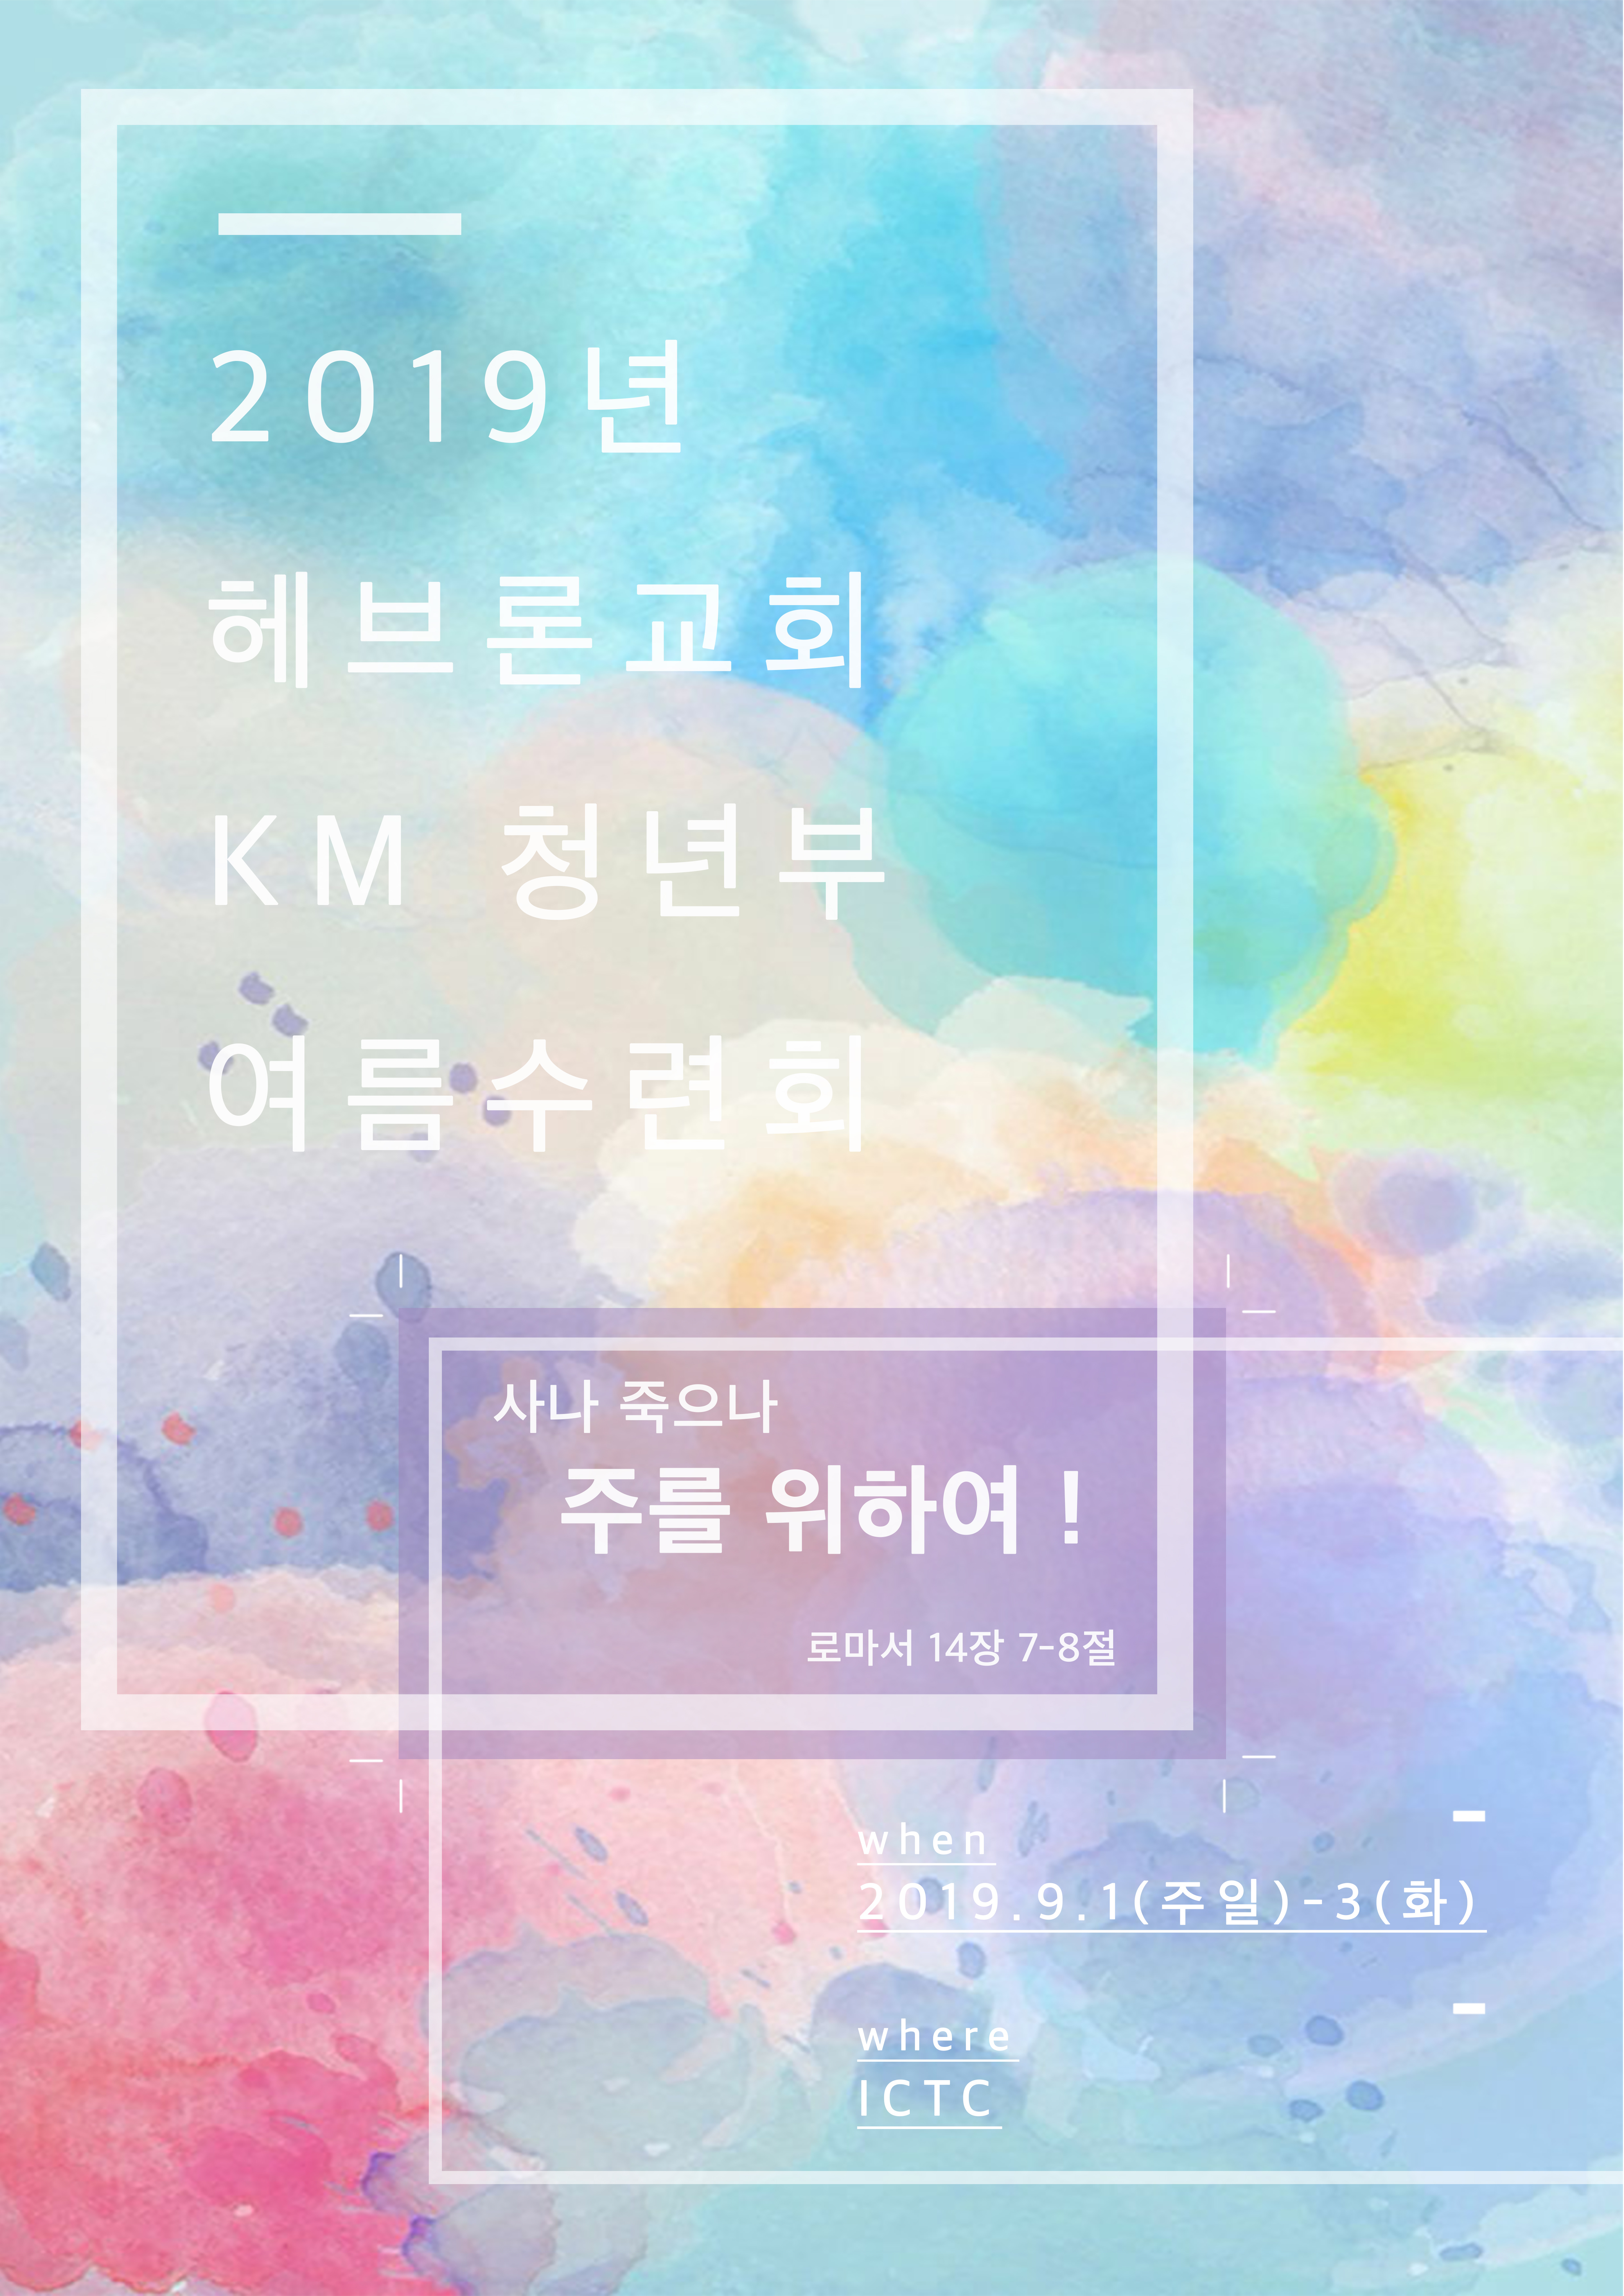 2019년
헤브론교회
KM 청년부
여름수련회
사나 죽으나
주를 위하여 !
로마서 14장 7-8절
when
2019.9.1(주일)-3(화)
where
ICTC